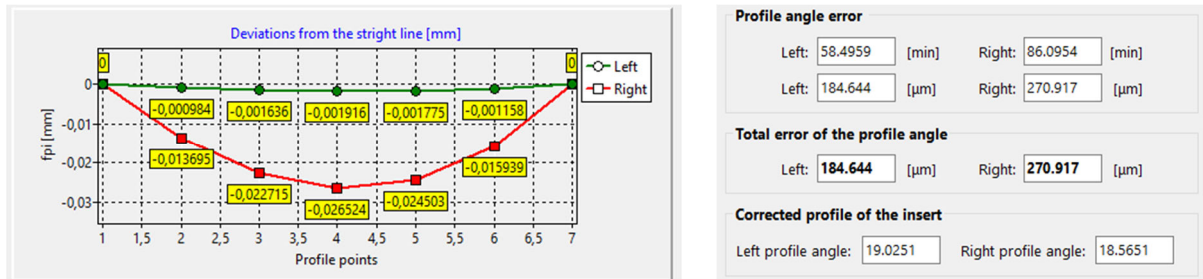 Deviations from the stright line [mm]
0
0
0
-0,01
-0,02
-0,03
fpi [mm]
-0,000984
-0,001636
-0,001916
-0,001775
-0,001158
-0,013695
-0,022715
-0,026524
-0,024503
-0,015939
Left
Right
1 1,5 2 2,5 3 3,5 4 4,5 5 5,5 6 6,5 7
Profile points
Profile angle error
Left: 58.4959 [min] Right: 86.0954 [min]
Left: 184.644 [µm] Right: 270.917 [µm]
Total error of the profile angle
Left: 184.644 [µm] Right: 270.917 [µm]
Corrected profile of the insert
Left profile angle: 19.0251 Right profile angle: 18.5651